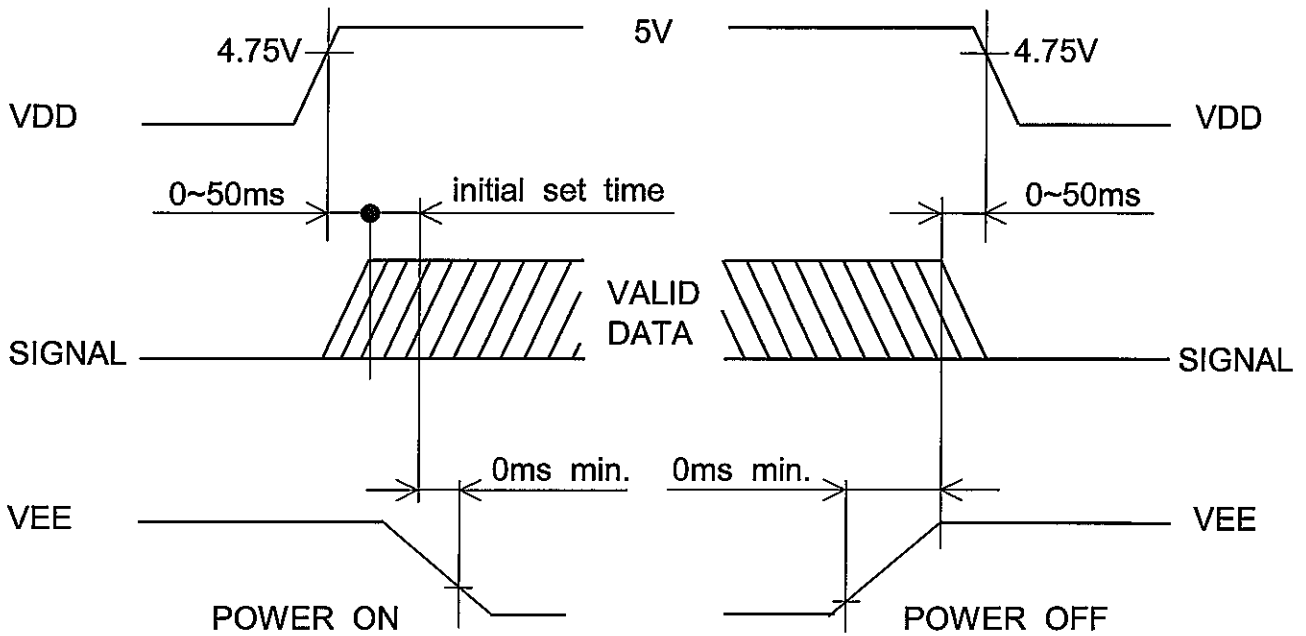 5V
4.75V
4.75V
VDD
VDD
0~50ms
initial set time
0~50ms
VALID
DATA
SIGNAL
SIGNAL
0ms min.
0ms min.
VEE
VEE
POWER ON
POWER OFF